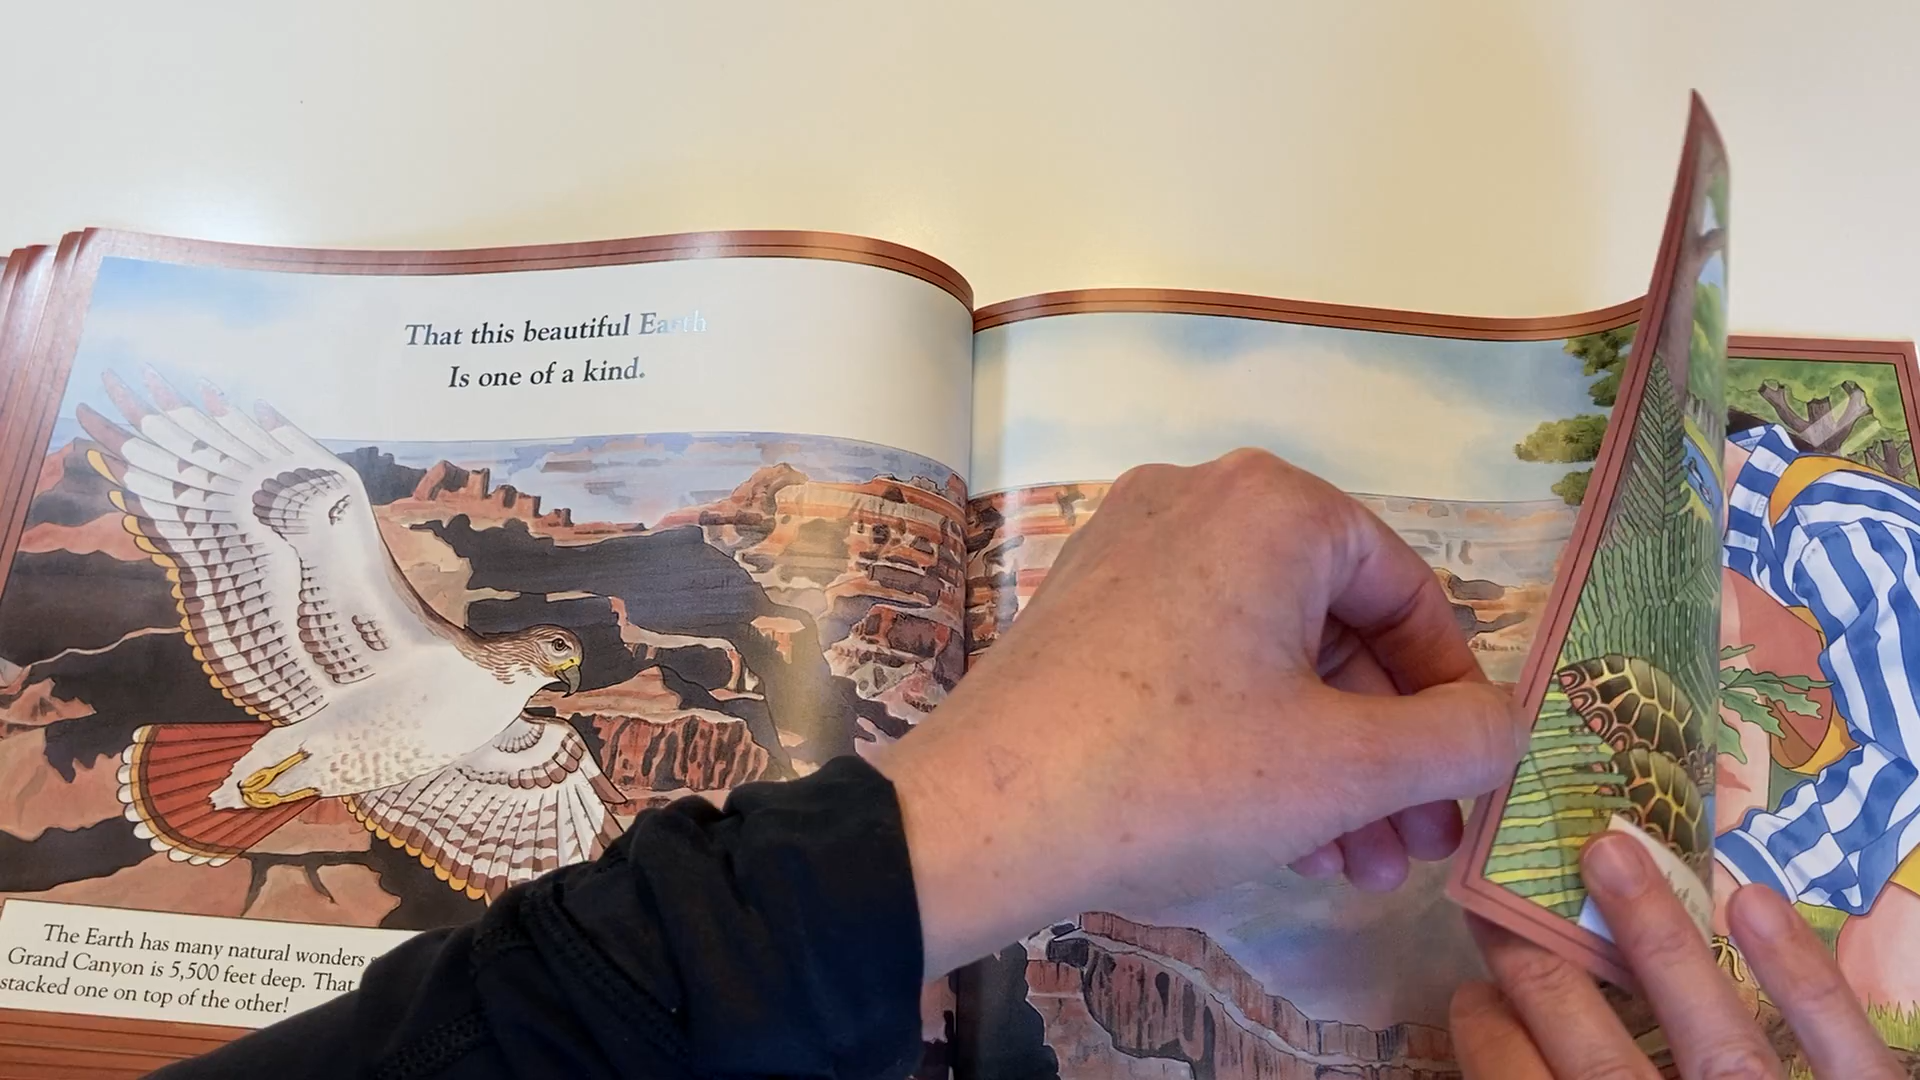 That this beautiful Earth
Is one of a kind.
The Earth has many natural wonders
Grand Canyon is 5,500 feet deep. That
stacked one on top of the other!